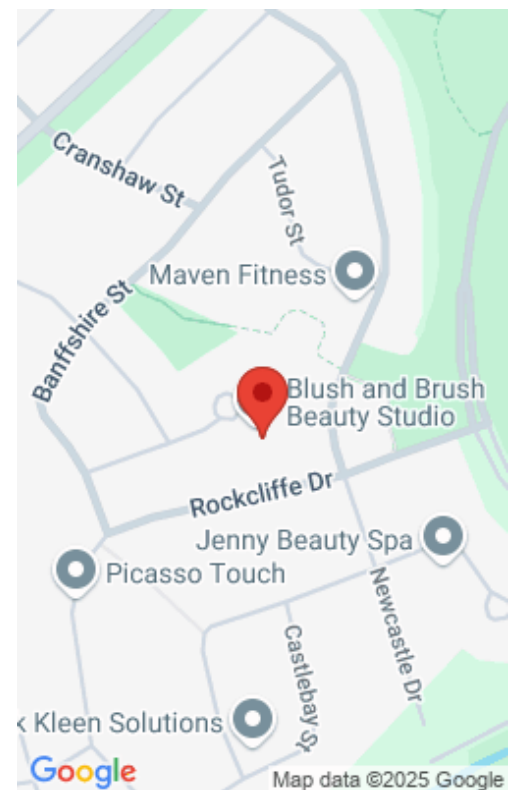 Cranshaw St
Tudor St
Maven Fitness
Banffshire St
Blush and Brush
Beauty Studio
Rockcliffe Dr
Jenny Beauty Spa
Picasso Touch
Newcastle Dr
Castlebay St
k Kleen Solutions
Google
Map data ©2025 Google